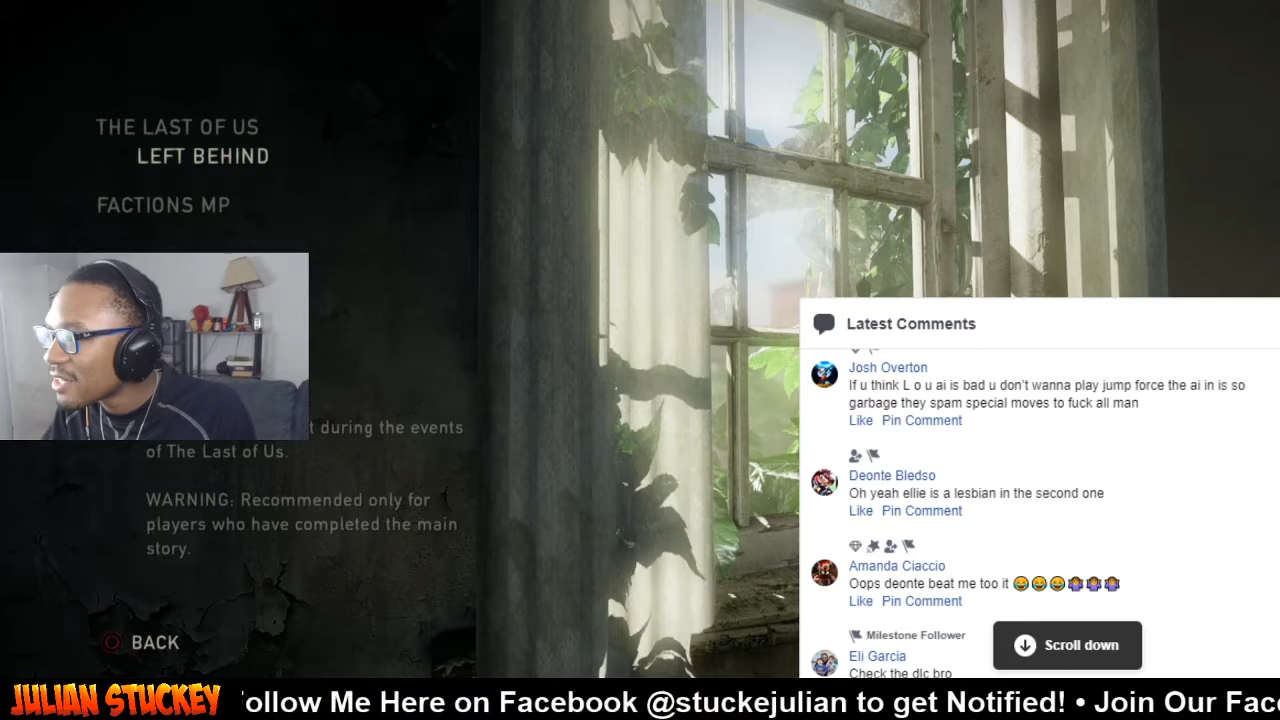 THE LAST OF US
LEFT BEHIND
FACTIONS MP
t during the events
of The Last of Us.
WARNING: Recommended only for
players who have completed the main
story.
BACK
Latest Comments
Josh Overton
If u think L o u ai is bad u don't wanna play jump force the ai in is so
garbage they spam special moves to fuck all man
Like Pin Comment
Deonte Bledso
Oh yeah ellie is a lesbian in the second one
Like Pin Comment
Amanda Ciaccio
Oops deonte beat me too it 😂😂😂🤷🏽‍♀️🤷🏽‍♀️🤷🏽‍♀️
Like Pin Comment
Milestone Follower
Eli Garcia
Check the dlc bro
Scroll down
JULIAN STUCKEY
ollow Me Here on Facebook @stuckejulian to get Notified! • Join Our Fac